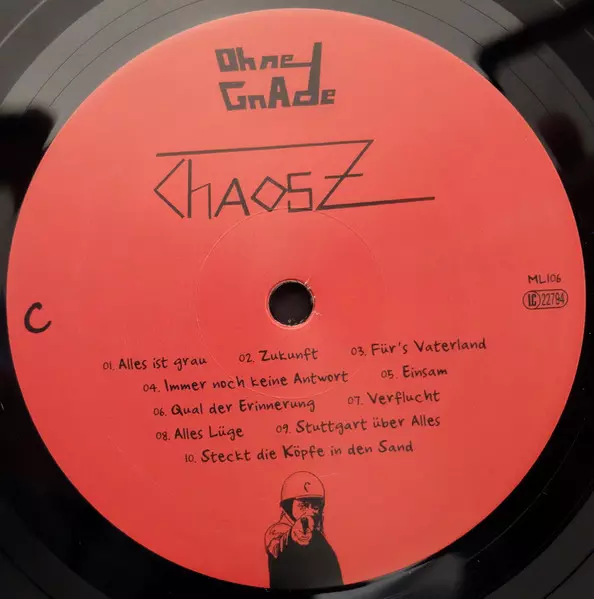 Ohne
GnAde
ChAOS Z
C
ML106
LC 22794
01. Alles ist grau 02. Zukunft 03. Für's Vaterland
04. Immer noch keine Antwort 05. Einsam
06. Qual der Erinnerung 07. Verflucht
08. Alles Lüge 09. Stuttgart über Alles
10. Steckt die Köpfe in den Sand
C